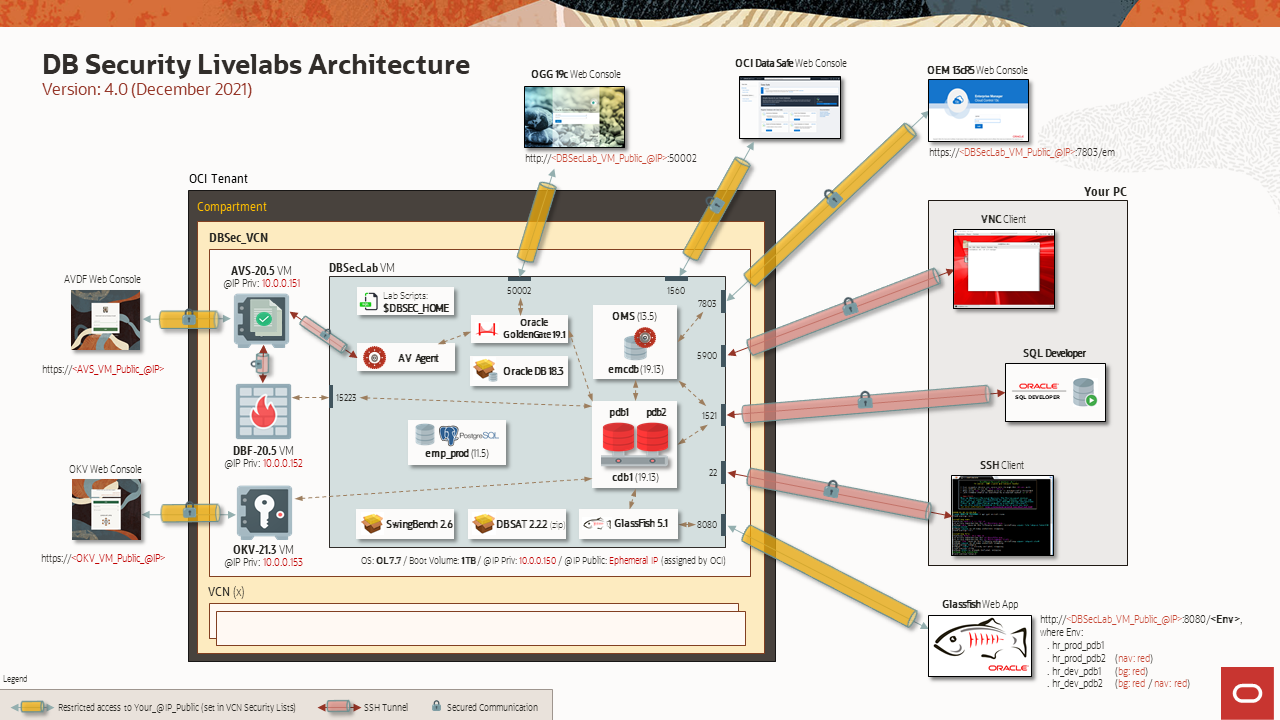 DB Security Livelabs Architecture
Version: 4.0 (December 2021)
OGG 19c Web Console
http://<DBSecLab_VM_Public_@IP>:50002
OCI Data Safe Web Console
OEM 13cR5 Web Console
https://<DBSecLab_VM_Public_@IP>:7803/em
OCI Tenant
Compartment
DBSec_VCN
AVDF Web Console
https://<AVS_VM_Public_@IP>
OKV Web Console
https://<OKV_VM_Public_@IP>
AVS-20.5 VM
@IP Priv: 10.0.0.151
DBF-20.5 VM
@IP Priv: 10.0.0.152
OKV-21.3 VM
@IP Priv: 10.0.0.153
DBSecLab VM
Lab Scripts:
$DBSEC_HOME
AV Agent
15223
50002
1560
7803
5900
1521
22
8080
Oracle
GoldenGate 19.1
Oracle DB 18.3
OMS (13.5)
emcdb (19.13)
pdb1 pdb2
cdb1 (19.13)
PostgreSQL
emp_prod (11.5)
SwingBench 2.6
DBSAT 2.2.2
GlassFish 5.1
OS: OL 7.7 / Boot Volume: 1TB / @IP Priv: 10.0.0.150 / @IP Public: Ephemeral IP (assigned by OCI)
VCN (x)
Your PC
VNC Client
SQL Developer
ORACLE
SQL DEVELOPER
SSH Client
Glassfish Web App
ORACLE
http://<DBSecLab_VM_Public_@IP>:8080/<Env>,
where Env:
. hr_prod_pdb1
. hr_prod_pdb2 (nav: red)
. hr_dev_pdb1 (bg: red)
. hr_dev_pdb2 (bg: red / nav: red)
Legend
Restricted access to Your_@IP_Public (set in VCN Security Lists)
SSH Tunnel
Secured Communication